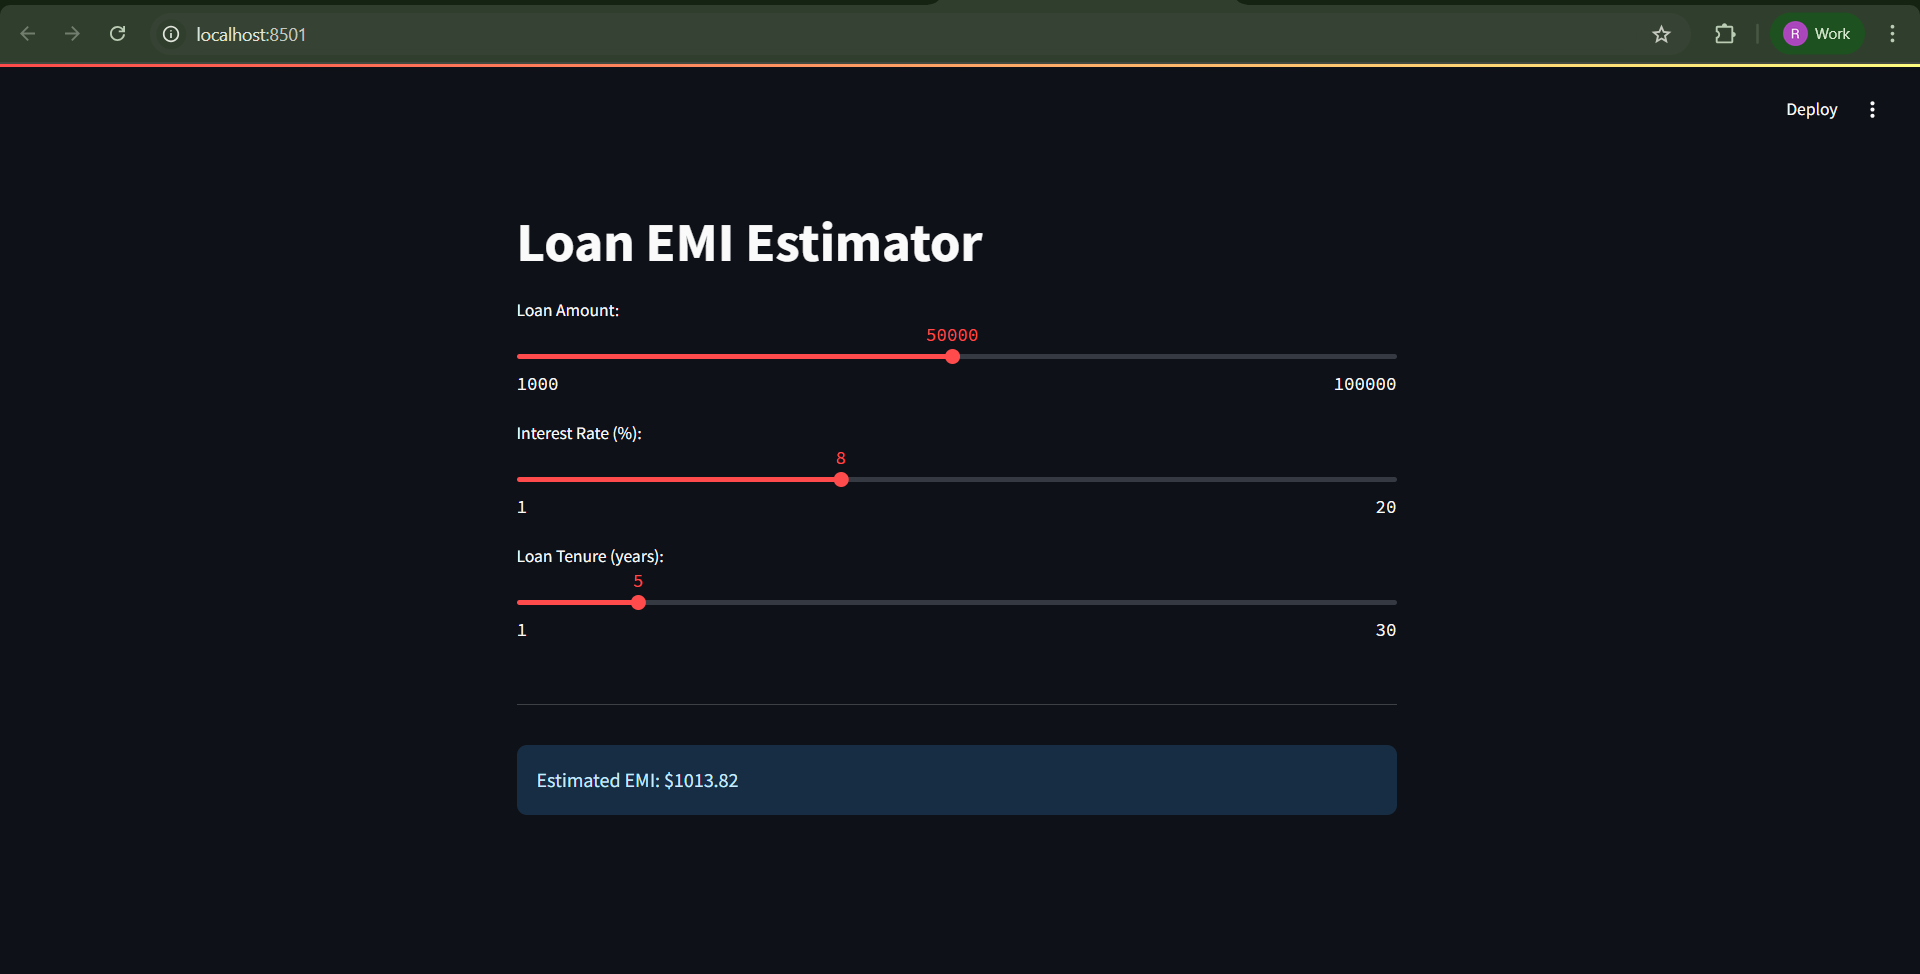 localhost:8501
R Work
Deploy
Loan EMI Estimator
Loan Amount:
50000
1000 100000
Interest Rate (%):
8
1 20
Loan Tenure (years):
5
1 30
Estimated EMI: $1013.82